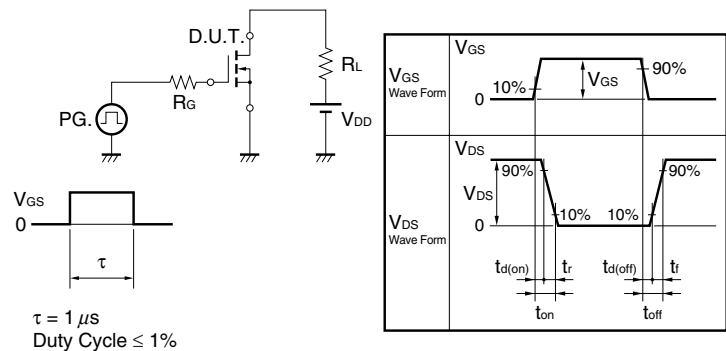 D.U.T.
RG
PG.
RL
VDD
VGS
0
τ
τ = 1 μs
Duty Cycle ≤ 1%
VGS
Wave Form
VGS
10%
0
VGS
90%
VDS
Wave Form
VDS
90%
VDS
0
10%
10%
90%
td(on)
tr
td(off)
tf
ton
toff